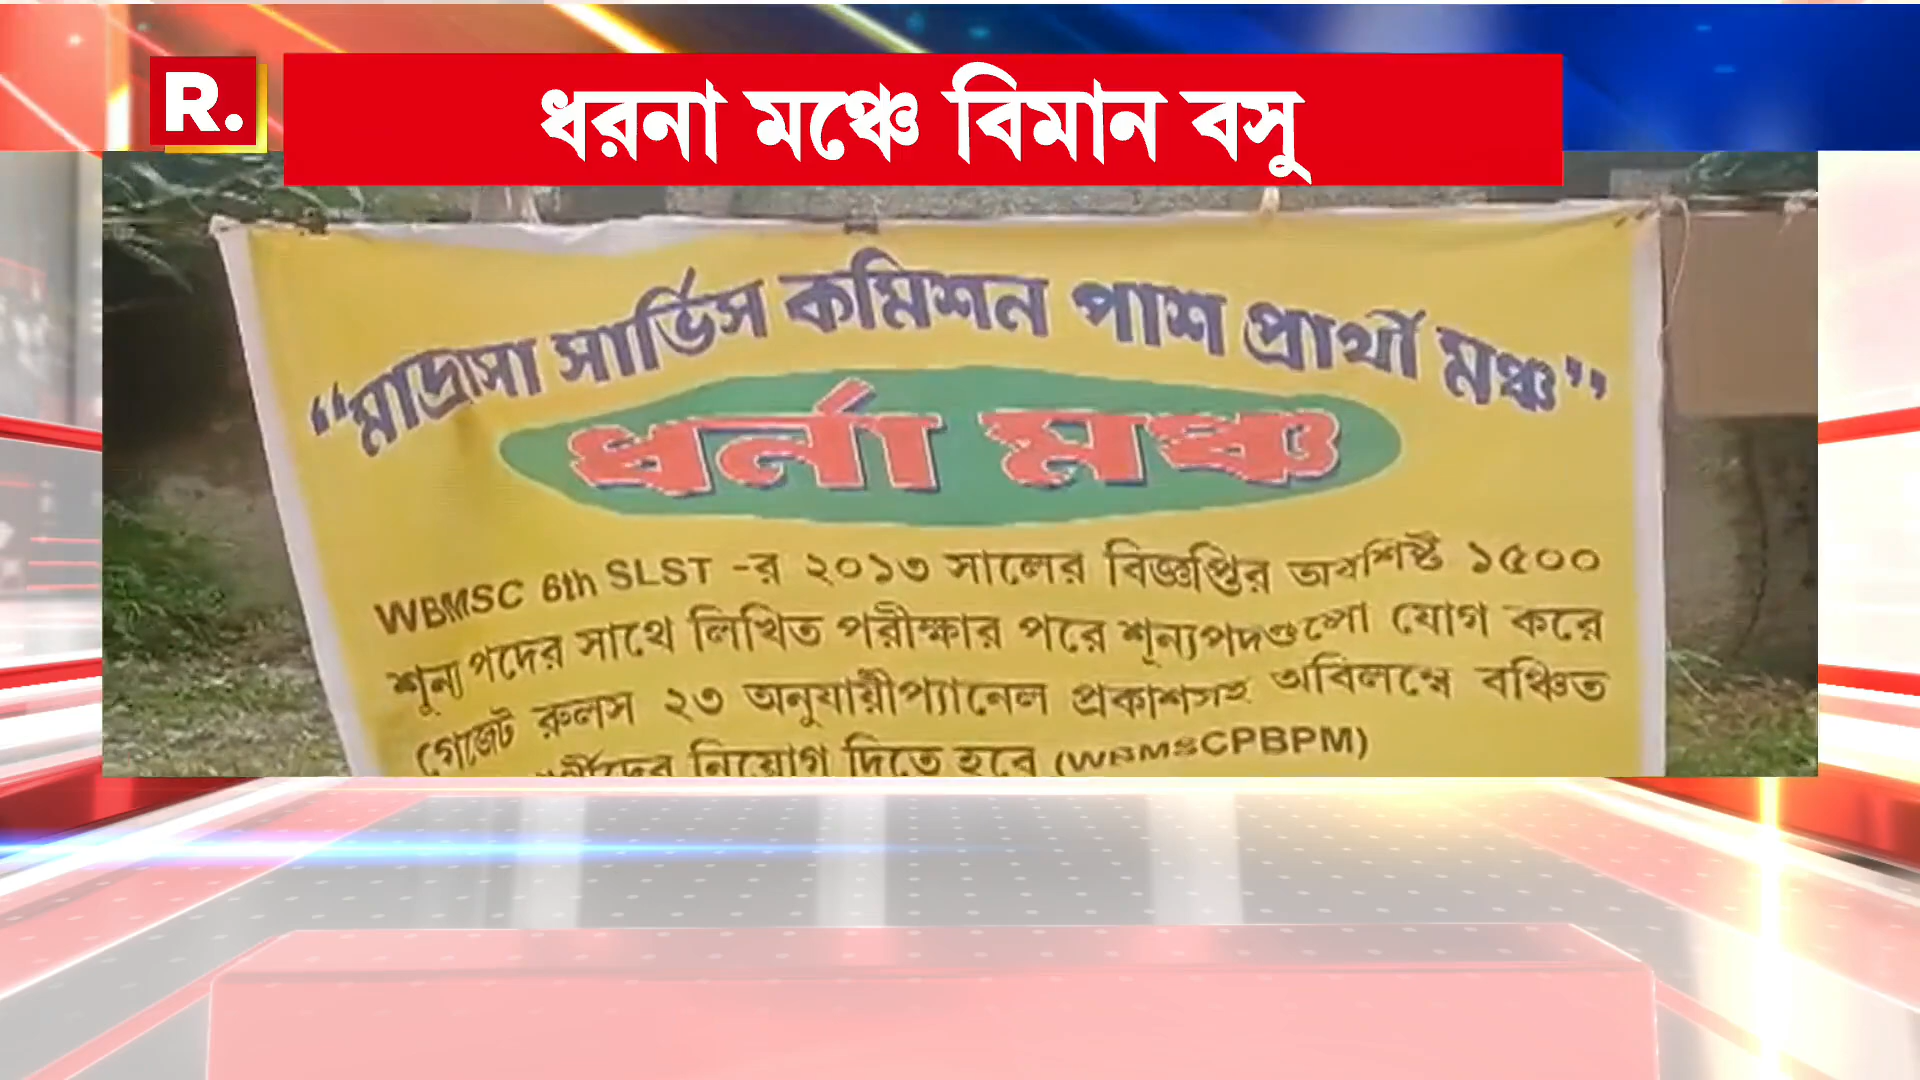 R.
ধরনা মঞ্চে বিমান বসু
“মাদ্রাসা সার্ভিস কমিশন পাশ প্রার্থী মঞ্চ”
ধর্না মঞ্চ
WBMSC 6th SLST -র ২০১৩ সালের বিজ্ঞপ্তির অবশিষ্ট ১৫০০
শূন্য পদের সাথে লিখিত পরীক্ষার পরে শূন্যপদগুলো যোগ করে
গেজেট রুলস ২৩ অনুযায়ীপ্যানেল প্রকাশসহ অবিলম্বে বঞ্চিত
নিয়োগ দিতে হবে (WBMSCPBPM)